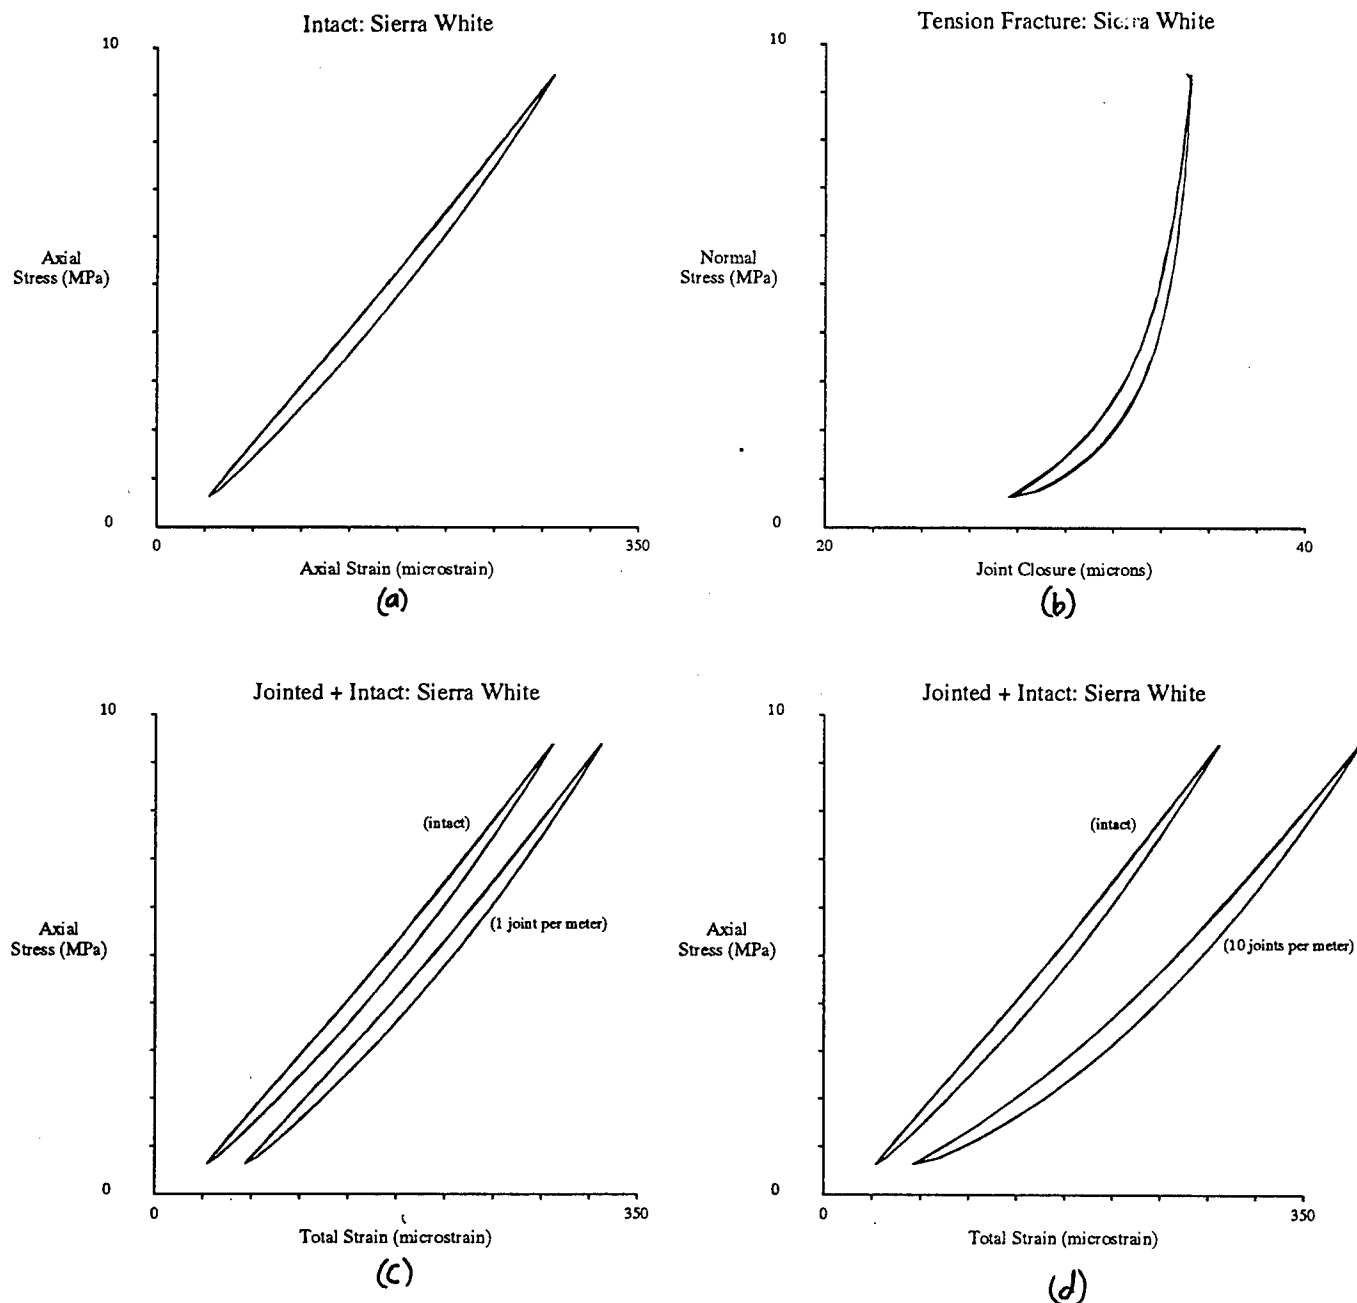 Intact: Sierra White
10
Axial
Stress (MPa)
0
0
350
Axial Strain (microstrain)
(a)
Tension Fracture: Sierra White
10
Normal
Stress (MPa)
0
20
40
Joint Closure (microns)
(b)
Jointed + Intact: Sierra White
10
(intact)
(1 joint per meter)
Axial
Stress (MPa)
0
0
350
Total Strain (microstrain)
(c)
Jointed + Intact: Sierra White
10
(intact)
Axial
Stress (MPa)
(10 joints per meter)
0
0
350
Total Strain (microstrain)
(d)